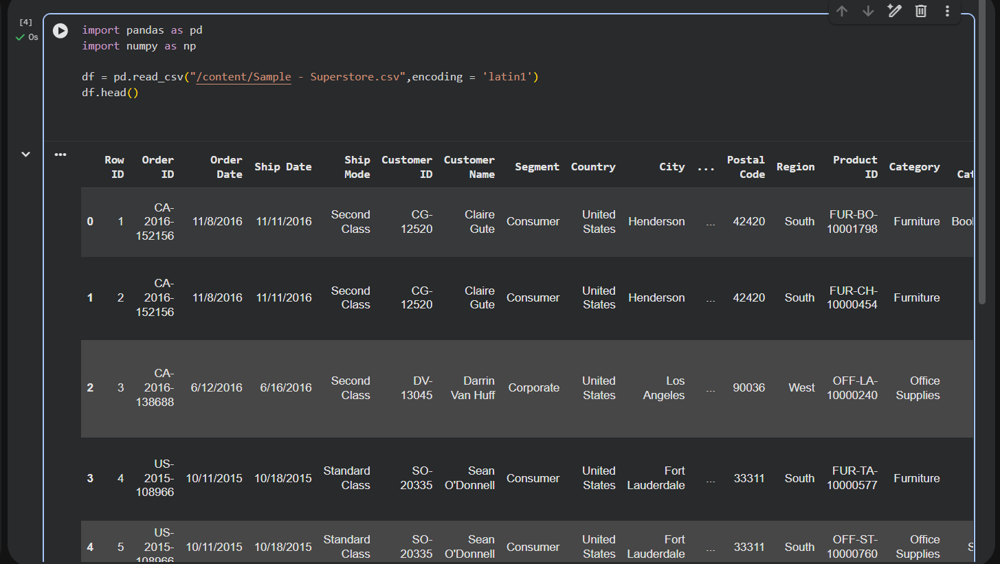 [4]
0s
import pandas as pd
import numpy as np
df = pd.read_csv("/content/Sample - Superstore.csv",encoding = 'latin1')
df.head()
Row ID Order ID Order Date Ship Date Ship Mode Customer ID Customer Name Segment Country City ... Postal Code Region Product ID Category
0 1 CA-2016-152156 11/8/2016 11/11/2016 Second Class CG-12520 Claire Gute Consumer United States Henderson ... 42420 South FUR-BO-10001798 Furniture
1 2 CA-2016-152156 11/8/2016 11/11/2016 Second Class CG-12520 Claire Gute Consumer United States Henderson ... 42420 South FUR-CH-10000454 Furniture
2 3 CA-2016-138688 6/12/2016 6/16/2016 Second Class DV-13045 Darrin Van Huff Corporate United States Los Angeles ... 90036 West OFF-LA-10000240 Office Supplies
3 4 US-2015-108966 10/11/2015 10/18/2015 Standard Class SO-20335 Sean O'Donnell Consumer United States Fort Lauderdale ... 33311 South FUR-TA-10000577 Furniture
4 5 US-2015-108966 10/11/2015 10/18/2015 Standard Class SO-20335 Sean O'Donnell Consumer United States Fort Lauderdale ... 33311 South OFF-ST-10000760 Office Supplies